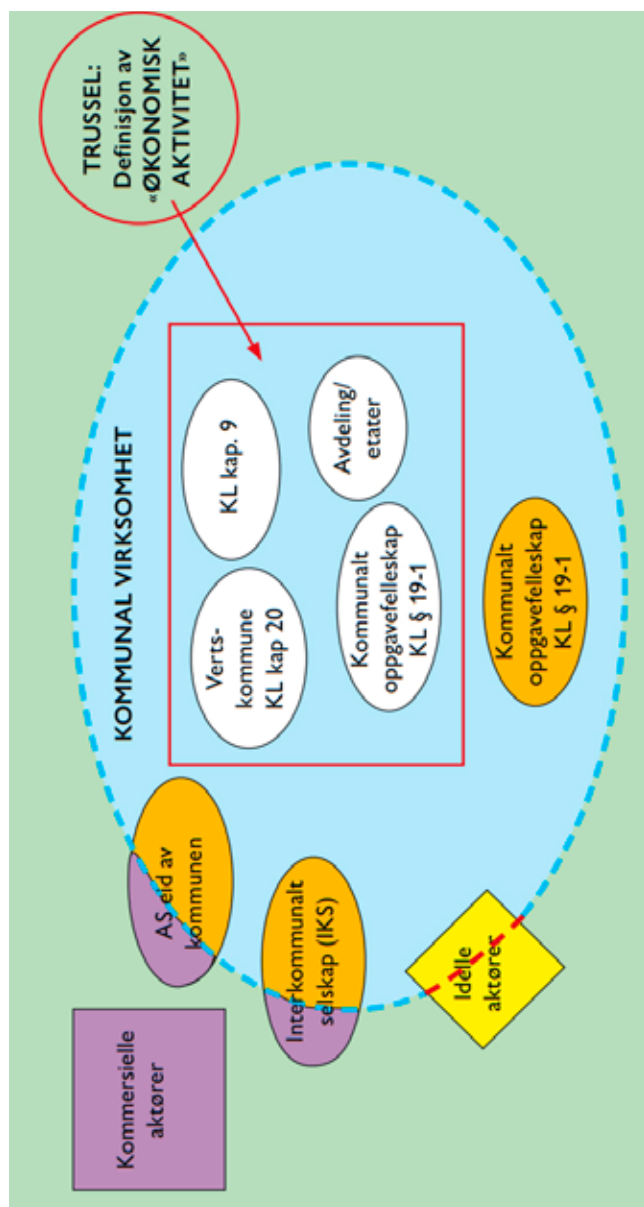 TRUSSEL:
Definisjon av
«ØKONOMISK
AKTIVITET»
KOMMUNAL VIRKSOMHET
Kommersielle
aktører
AS eid av
kommunen
Verts-
kommune
KL kap 20
KL kap. 9
Interkommunalt
selskap (IKS)
Kommunalt
oppgavefelleskap
KL § 19-1
Avdeling/
etater
Idelle
aktører
Kommunalt
oppgavefelleskap
KL § 19-1